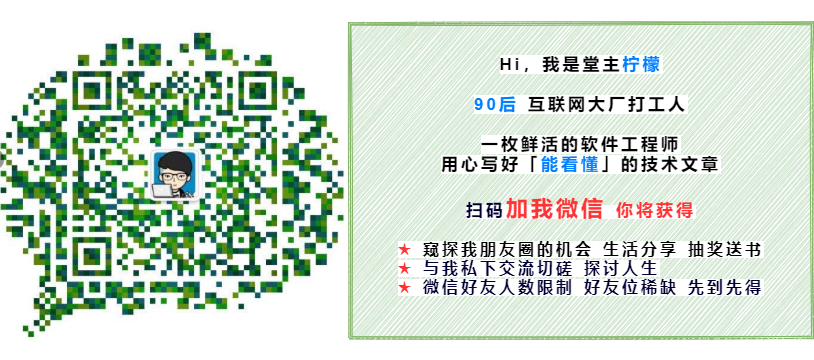 Hi，我是堂主柠檬
90后 互联网大厂打工人
一枚鲜活的软件工程师
用心写好「能看懂」的技术文章
扫码加我微信 你将获得
★ 窥探我朋友圈的机会 生活分享 抽奖送书
★ 与我私下交流切磋 探讨人生
★ 微信好友人数限制 好友位稀缺 先到先得